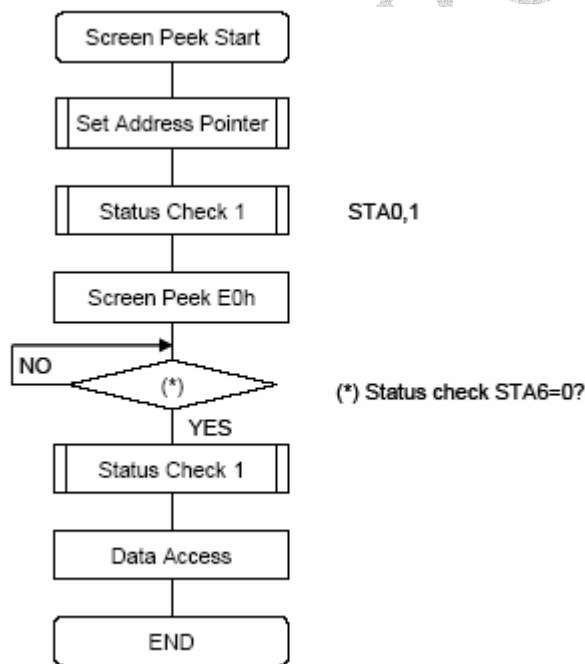 Screen Peek Start
Set Address Pointer
Status Check 1
STA0,1
Screen Peek E0h
NO
(*)
(*) Status check STA6=0?
YES
Status Check 1
Data Access
END